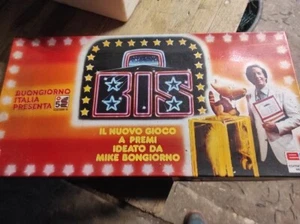 BUONGIORNO
ITALIA
PRESENTA
BIS
IL NUOVO GIOCO
A PREMI
IDEATO DA
MIKE BONGIORNO